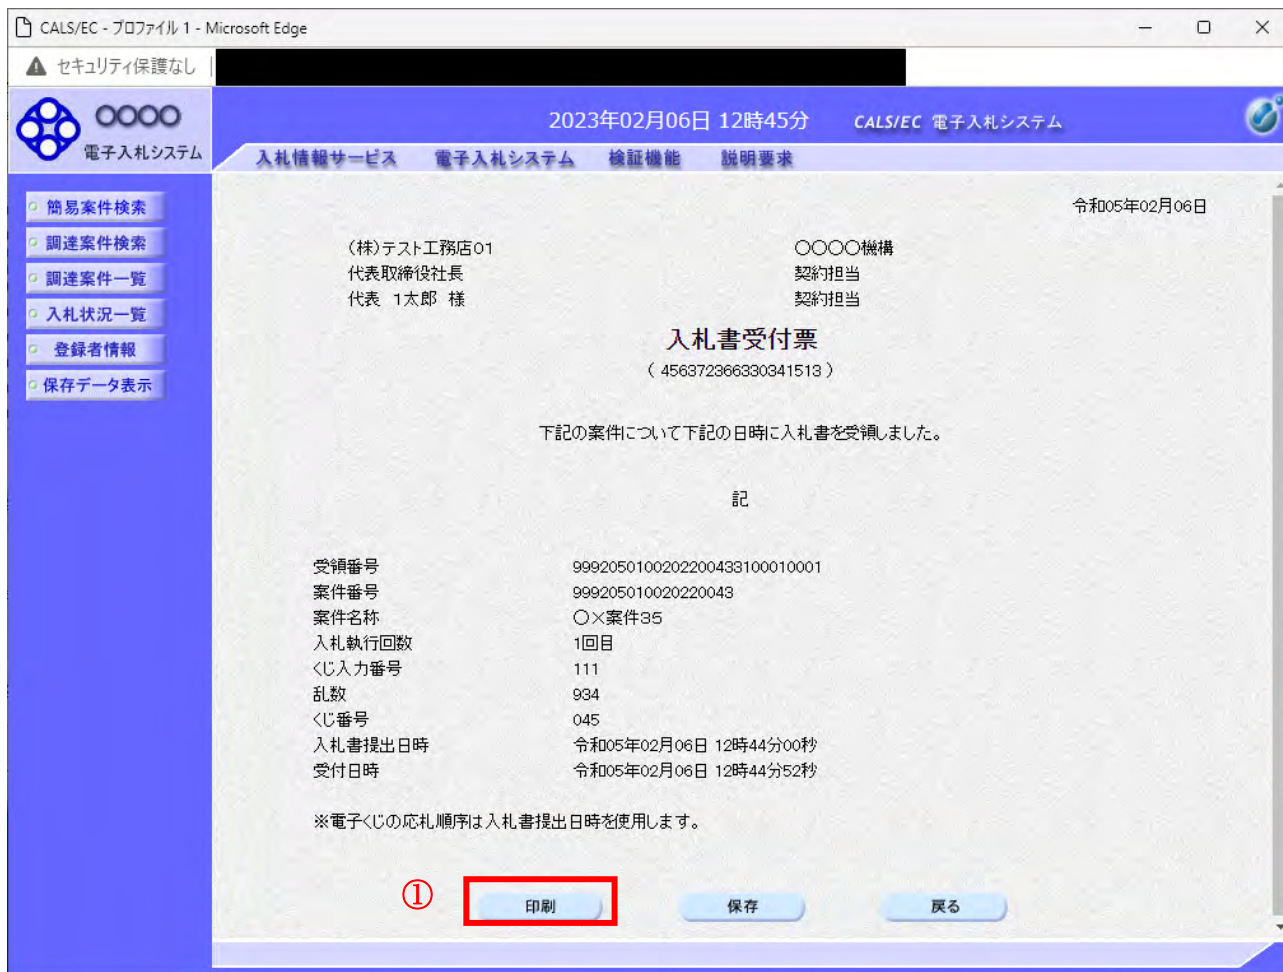 CALS/EC - プロファイル 1 - Microsoft Edge
セキュリティ保護なし
〇〇〇〇
電子入札システム
2023年02月06日 12時45分
CALS/EC 電子入札システム
入札情報サービス 電子入札システム 検証機能 説明要求
簡易案件検索
調達案件検索
調達案件一覧
入札状況一覧
登録者情報
保存データ表示
令和05年02月06日
(株)テスト工務店01
代表取締役社長
代表 1太郎 様
〇〇〇〇機構
契約担当
契約担当
入札書受付票
( 456372366330341513 )
下記の案件について下記の日時に入札書を受領しました。
記
受領番号 9992050100202200433100010001
案件番号 999205010020220043
案件名称 〇×案件35
入札執行回数 1回目
くじ入力番号 111
乱数 934
くじ番号 045
入札書提出日時 令和05年02月06日 12時44分00秒
受付日時 令和05年02月06日 12時44分52秒
※電子くじの応札順序は入札書提出日時を使用します。
① 印刷 保存 戻る